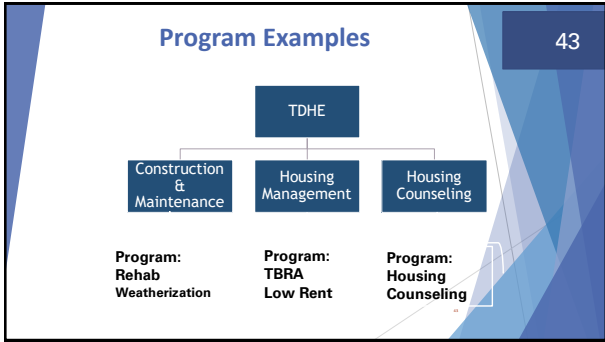 Program Examples
43
TDHE
Construction
&
Maintenance
Housing
Management
Housing
Counseling
Program:
Rehab
Weatherization
Program:
TBRA
Low Rent
Program:
Housing
Counseling